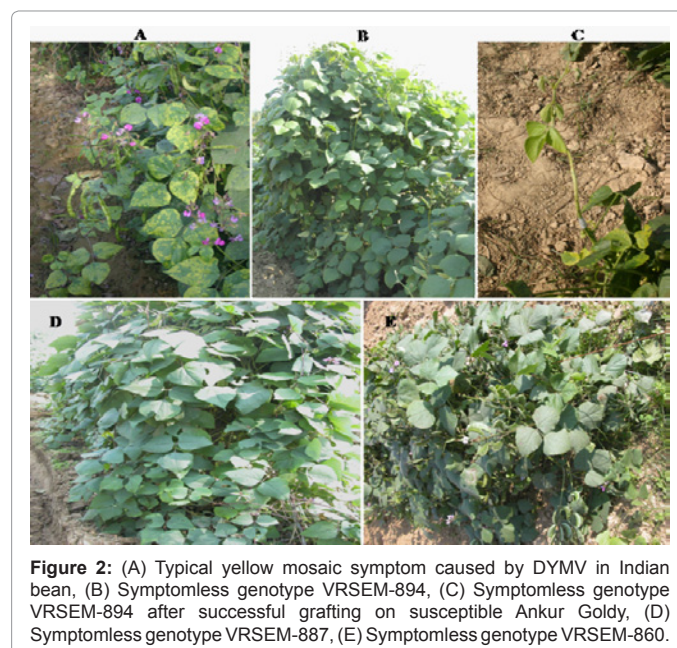 A
B
C
D
E
Figure 2: (A) Typical yellow mosaic symptom caused by DYMV in Indian
bean, (B) Symptomless genotype VRSEM-894, (C) Symptomless genotype
VRSEM-894 after successful grafting on susceptible Ankur Goldy, (D)
Symptomless genotype VRSEM-887, (E) Symptomless genotype VRSEM-860.